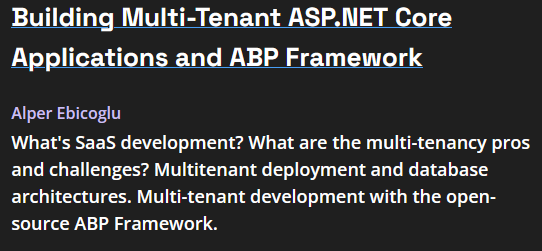 Building Multi-Tenant ASP.NET Core
Applications and ABP Framework
Alper Ebicoglu
What's SaaS development? What are the multi-tenancy pros
and challenges? Multitenant deployment and database
architectures. Multi-tenant development with the open-
source ABP Framework.